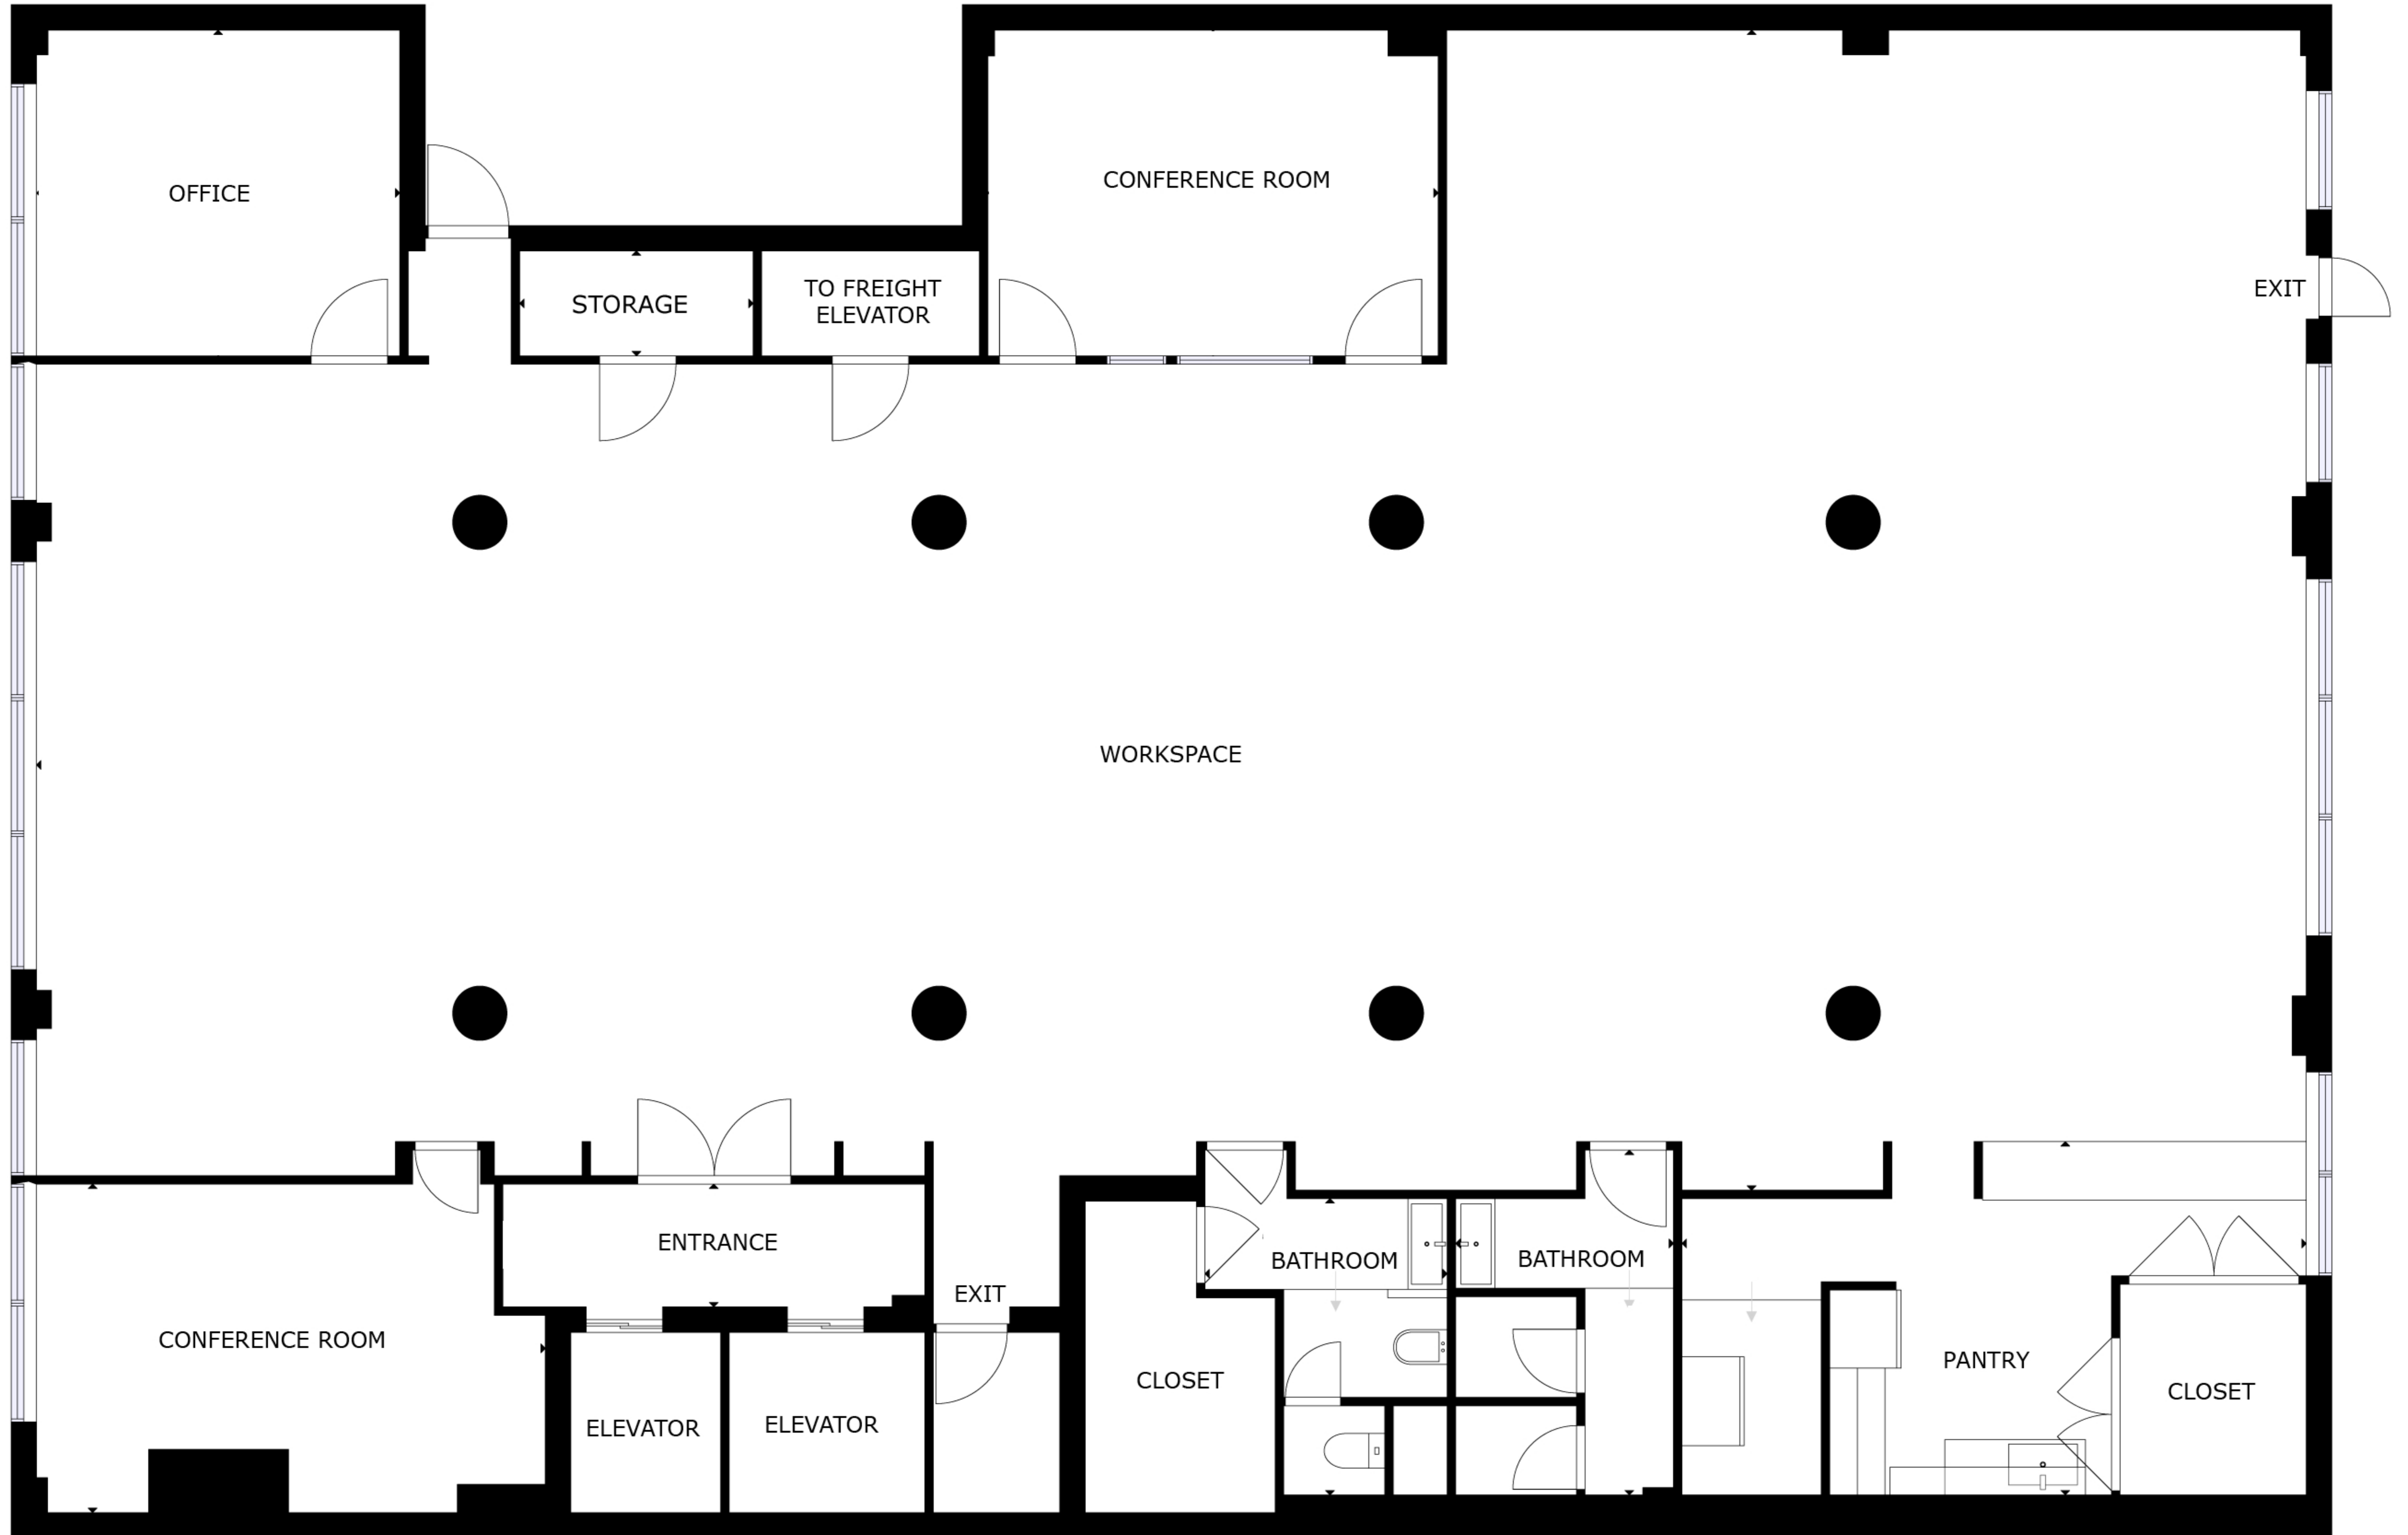 OFFICE
CONFERENCE ROOM
STORAGE
TO FREIGHT
ELEVATOR
EXIT
WORKSPACE
ENTRANCE
BATHROOM
BATHROOM
EXIT
CONFERENCE ROOM
PANTRY
CLOSET
CLOSET
ELEVATOR
ELEVATOR